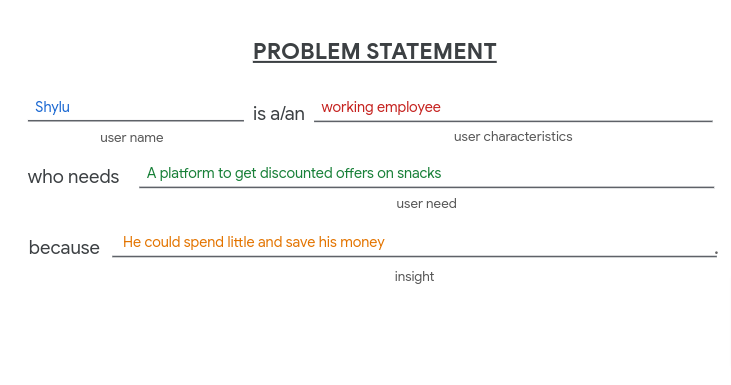 PROBLEM STATEMENT
Shylu is a/an working employee
user name user characteristics
who needs A platform to get discounted offers on snacks
user need
because He could spend little and save his money.
insight